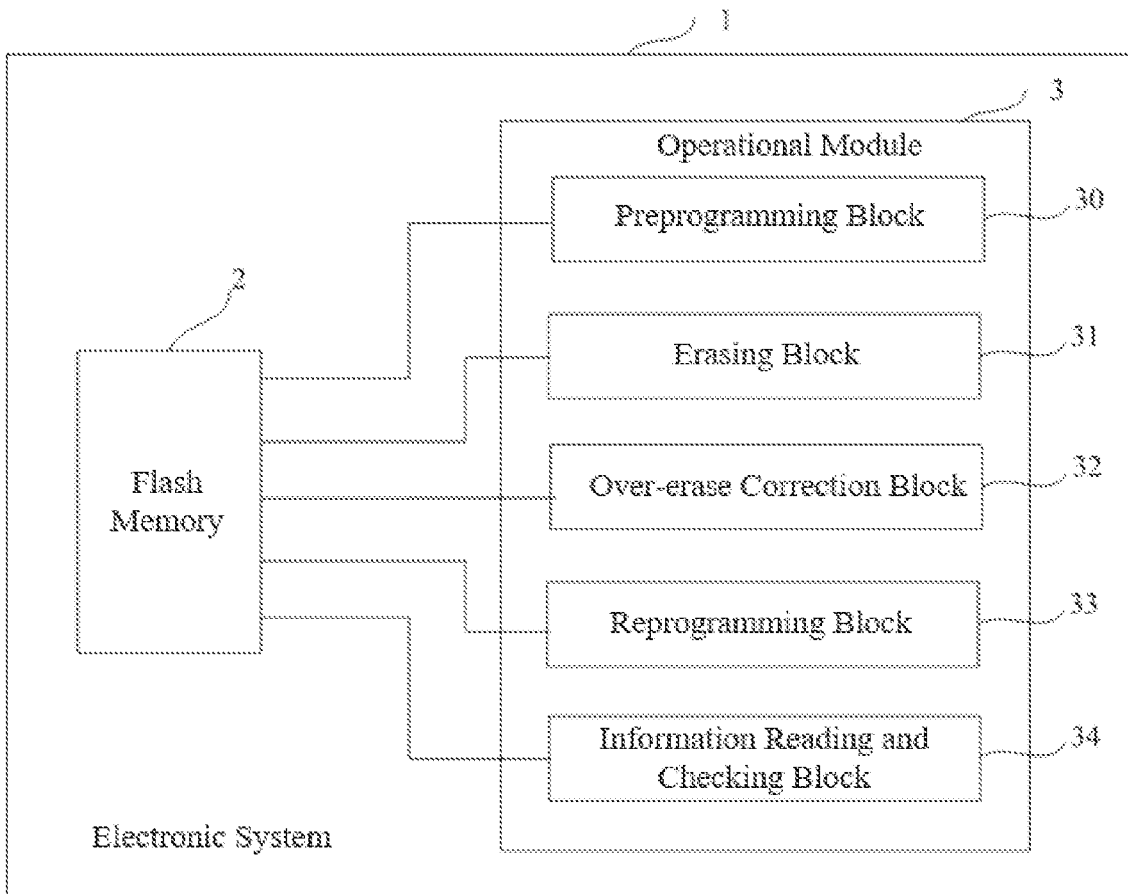 1
3
Operational Module
Preprogramming Block
30
2
Erasing Block
31
Flash
Memory
Over-erase Correction Block
32
Reprogramming Block
33
Information Reading and
Checking Block
34
Electronic System